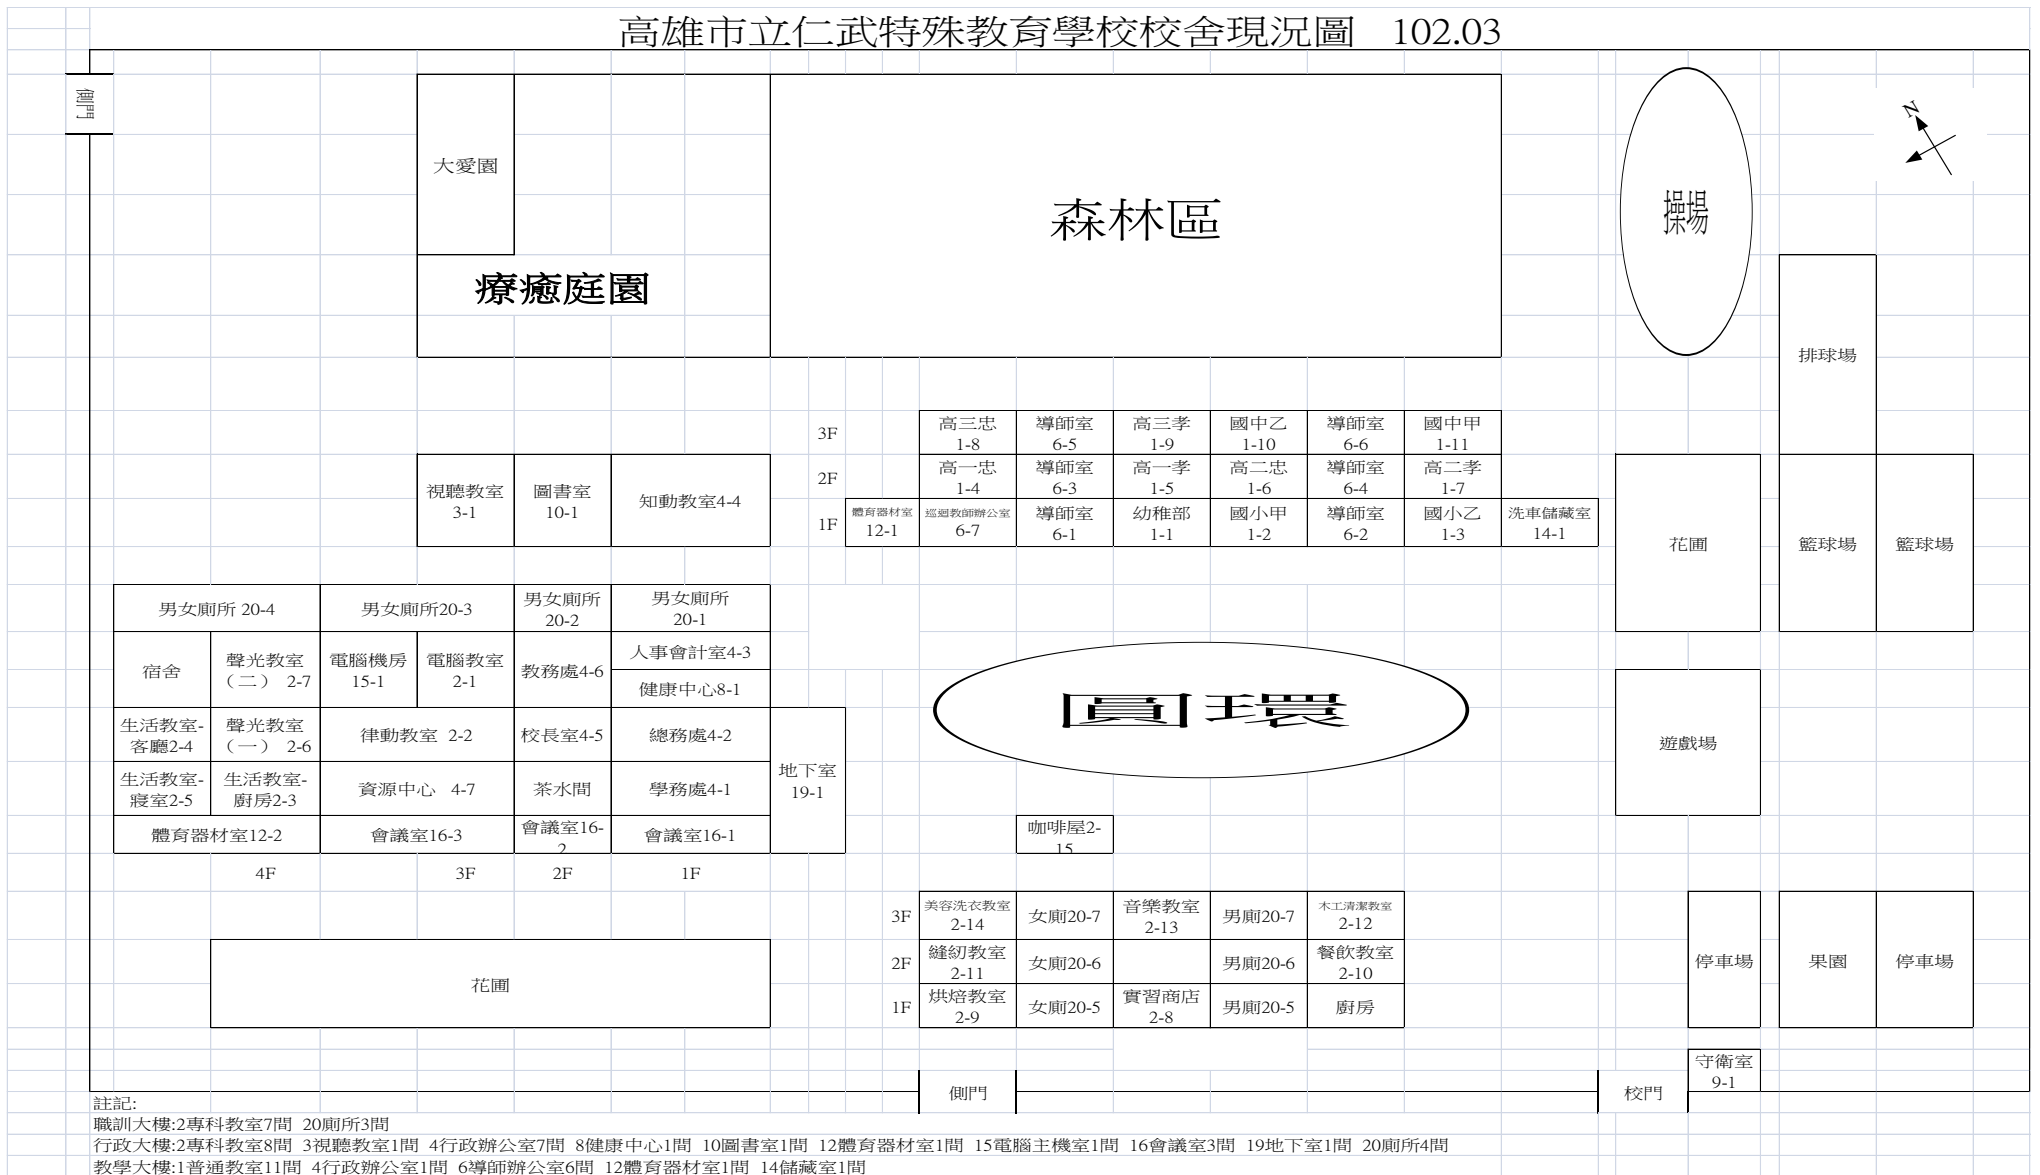 高雄市立仁武特殊教育學校校舍現況圖 102.03
側門
大愛園
森林區
操場
N
療癒庭園
排球場
3F
高三忠
1-8
導師室
6-5
高三孝
1-9
國中乙
1-10
導師室
6-6
國中甲
1-11
2F
高一忠
1-4
導師室
6-3
高一孝
1-5
高二忠
1-6
導師室
6-4
高二孝
1-7
視聽教室
3-1
圖書室
10-1
知動教室4-4
1F
體育器材室
12-1
巡迴教師辦公室
6-7
導師室
6-1
幼稚部
1-1
國小甲
1-2
導師室
6-2
國小乙
1-3
洗車儲藏室
14-1
花圃
籃球場
籃球場
男女廁所 20-4
男女廁所20-3
男女廁所
20-2
男女廁所
20-1
宿舍
聲光教室
（二） 2-7
電腦機房
15-1
電腦教室
2-1
教務處4-6
人事會計室4-3
健康中心8-1
圓環
生活教室-
客廳2-4
聲光教室
（一） 2-6
律動教室 2-2
校長室4-5
總務處4-2
地下室
19-1
遊戲場
生活教室-
寢室2-5
生活教室-
廚房2-3
資源中心 4-7
茶水間
學務處4-1
體育器材室12-2
會議室16-3
會議室16-
2
會議室16-1
咖啡屋2-
15
4F
3F
2F
1F
3F
美容洗衣教室
2-14
女廁20-7
音樂教室
2-13
男廁20-7
木工清潔教室
2-12
2F
縫紉教室
2-11
女廁20-6
男廁20-6
餐飲教室
2-10
停車場
果園
停車場
花圃
1F
烘焙教室
2-9
女廁20-5
實習商店
2-8
男廁20-5
廚房
守衛室
9-1
側門
校門
註記:
職訓大樓:2專科教室7間 20廁所3間
行政大樓:2專科教室8間 3視聽教室1間 4行政辦公室7間 8健康中心1間 10圖書室1間 12體育器材室1間 15電腦主機室1間 16會議室3間 19地下室1間 20廁所4間
教學大樓:1普通教室11間 4行政辦公室1間 6導師辦公室6間 12體育器材室1間 14儲藏室1間